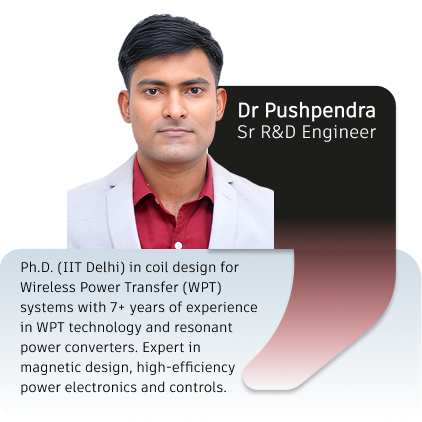 Dr Pushpendra
Sr R&D Engineer
Ph.D. (IIT Delhi) in coil design for
Wireless Power Transfer (WPT)
systems with 7+ years of experience
in WPT technology and resonant
power converters. Expert in
magnetic design, high-efficiency
power electronics and controls.